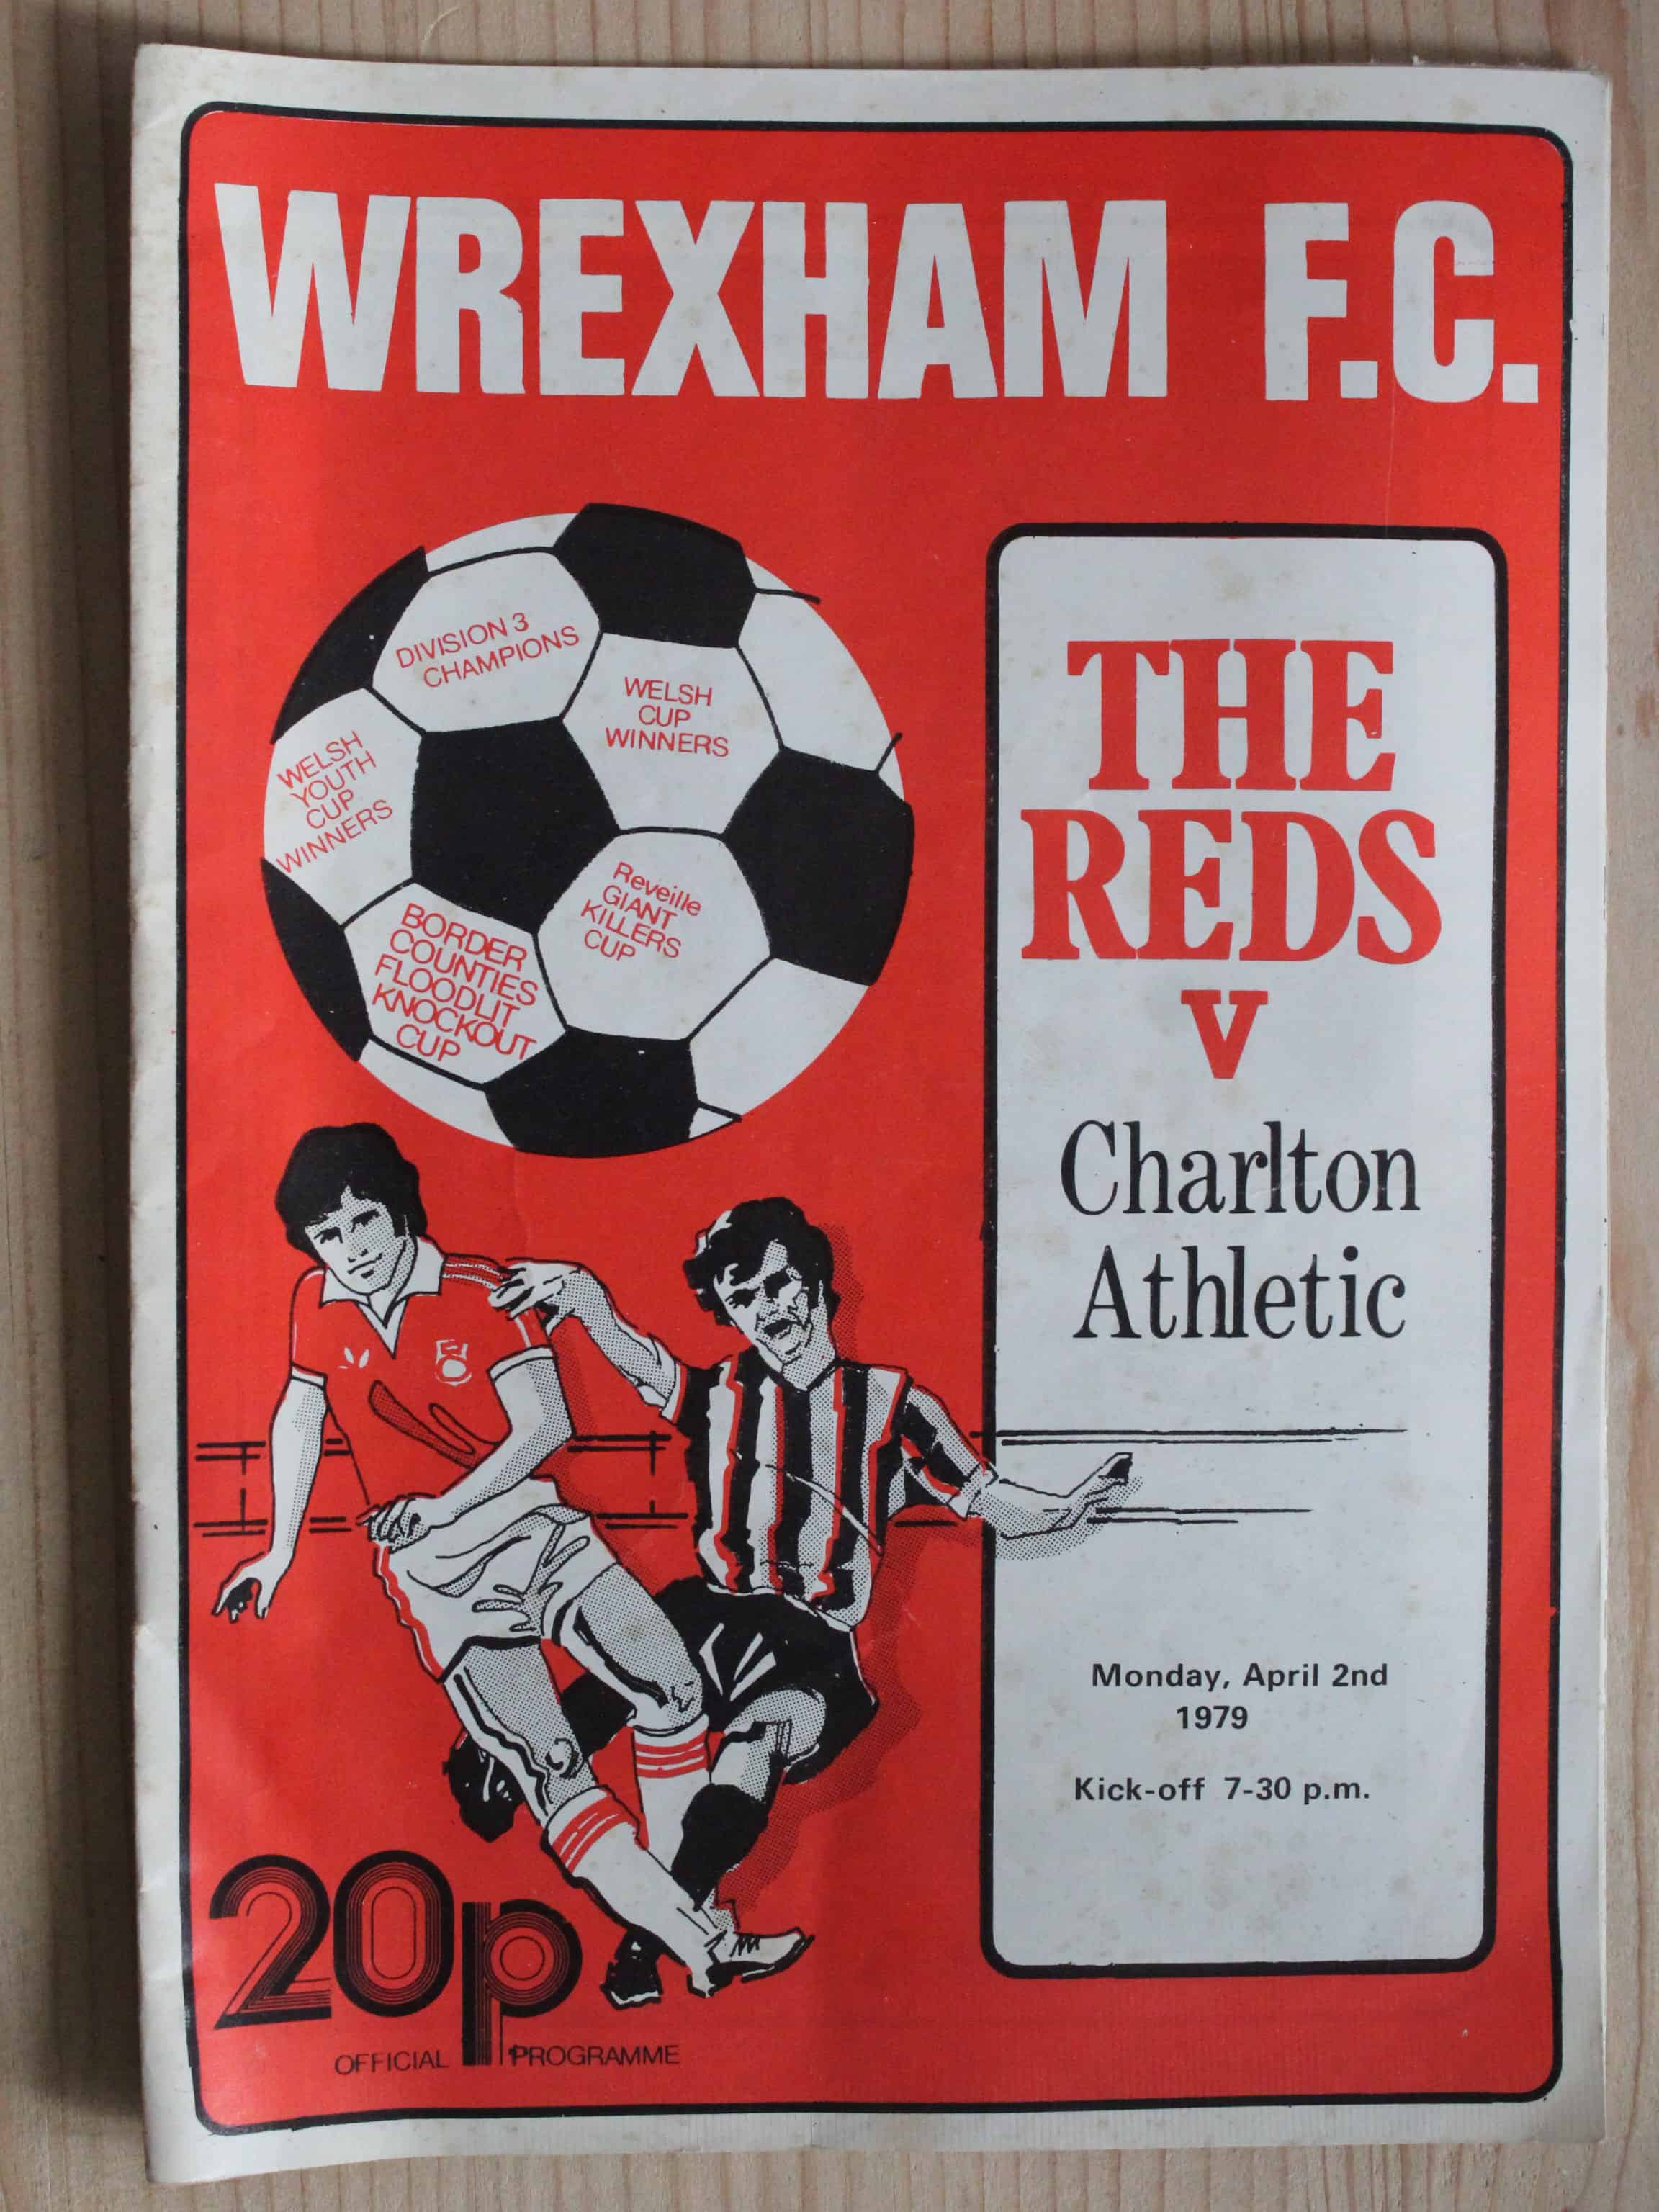 WREXHAM F.C.
DIVISION 3
CHAMPIONS
WELSH
CUP
WINNERS
WELSH
YOUTH
CUP
WINNERS
Reveille
GIANT
KILLERS
CUP
BORDER
COUNTIES
FLOODLIT
KNOCKOUT
CUP
THE
REDS
v
Charlton
Athletic
Monday, April 2nd
1979
Kick-off 7-30 p.m.
20p
OFFICIAL PROGRAMME